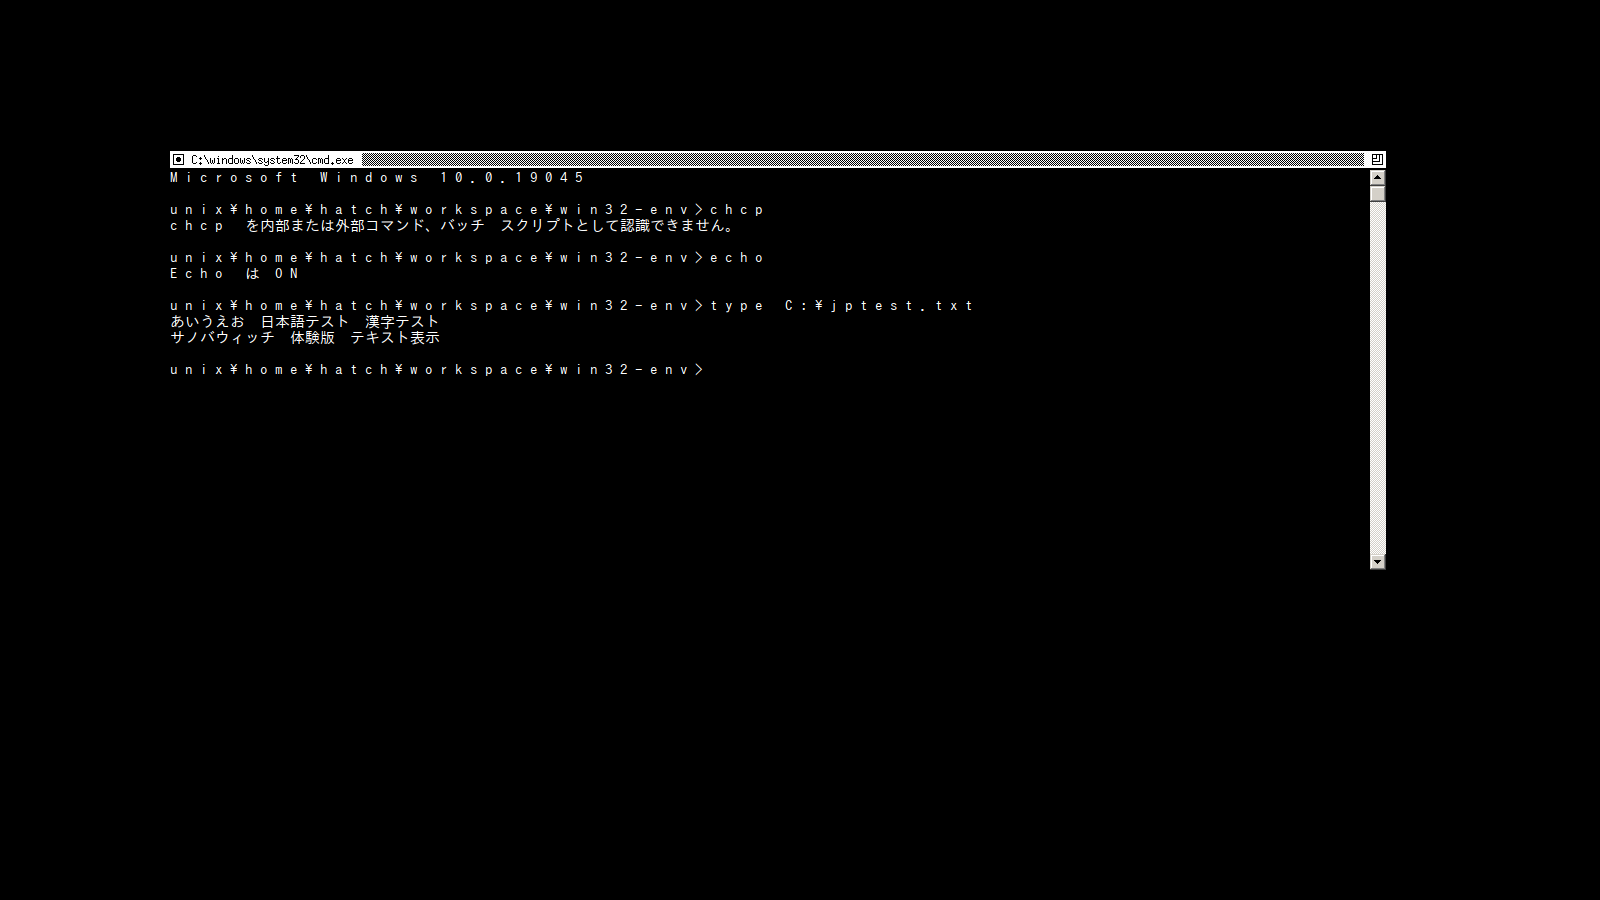 C:\windows\system32\cmd.exe
Microsoft Windows 10.0.19045
unix¥home¥hatch¥workspace¥win32-env>chcp
chcp を内部または外部コマンド、バッチ スクリプトとして認識できません。
unix¥home¥hatch¥workspace¥win32-env>echo
Echo は ON
unix¥home¥hatch¥workspace¥win32-env>type C:¥jptest.txt
あいうえお 日本語テスト 漢字テスト
サノバウィッチ 体験版 テキスト表示
unix¥home¥hatch¥workspace¥win32-env>